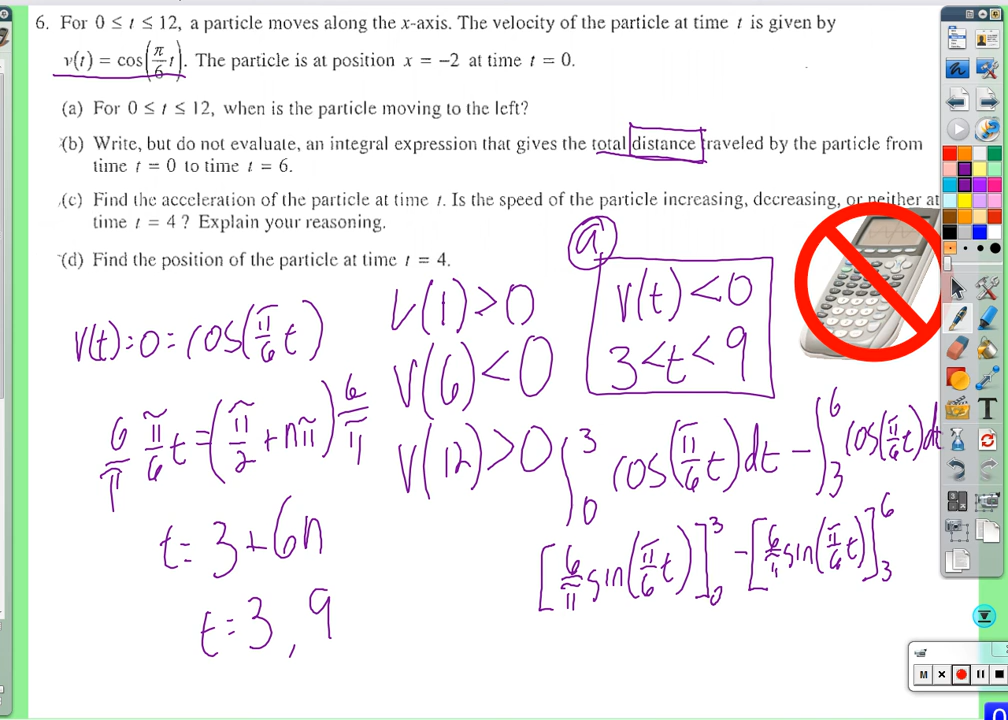 6. For 0 ≤ t ≤ 12, a particle moves along the x-axis. The velocity of the particle at time t is given by
v(t) = cos(π/6 t). The particle is at position x = −2 at time t = 0.
(a) For 0 ≤ t ≤ 12, when is the particle moving to the left?
(b) Write, but do not evaluate, an integral expression that gives the total distance traveled by the particle from
time t = 0 to time t = 6.
(c) Find the acceleration of the particle at time t. Is the speed of the particle increasing, decreasing, or neither at
time t = 4 ? Explain your reasoning.
(d) Find the position of the particle at time t = 4.
a
v(t) < 0
3 < t < 9
v(t) = 0 = cos(π/6 t)
v(1) > 0
v(6) < 0
v(12) > 0
6/π π/6 t = (π/2 + nπ) 6/π
t = 3 + 6n
t = 3, 9
∫₀³ cos(π/6 t) dt − ∫₃⁶ cos(π/6 t) dt
[6/π sin(π/6 t)]₀³ − [6/π sin(π/6 t)]₃⁶
T
M